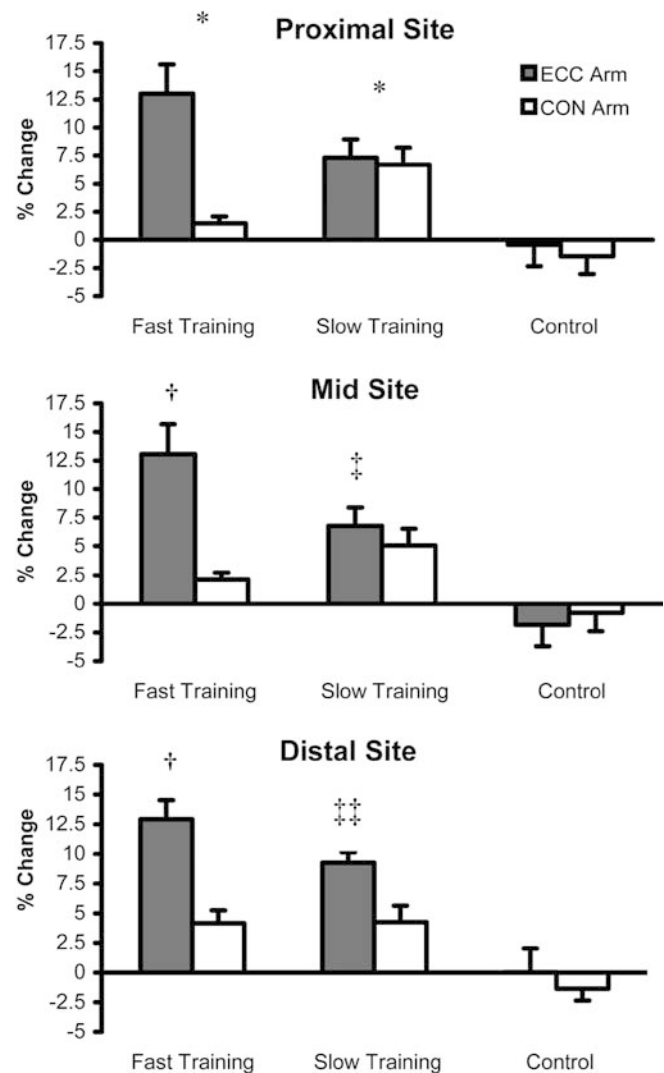 *
Proximal Site
17.5
15
12.5
10
7.5
5
2.5
0
-2.5
-5
% Change
*
ECC Arm
CON Arm
Fast Training
Slow Training
Control
Mid Site
17.5
15
12.5
10
7.5
5
2.5
0
-2.5
-5
% Change
†
‡
Fast Training
Slow Training
Control
Distal Site
17.5
15
12.5
10
7.5
5
2.5
0
-2.5
-5
% Change
†
‡‡
Fast Training
Slow Training
Control